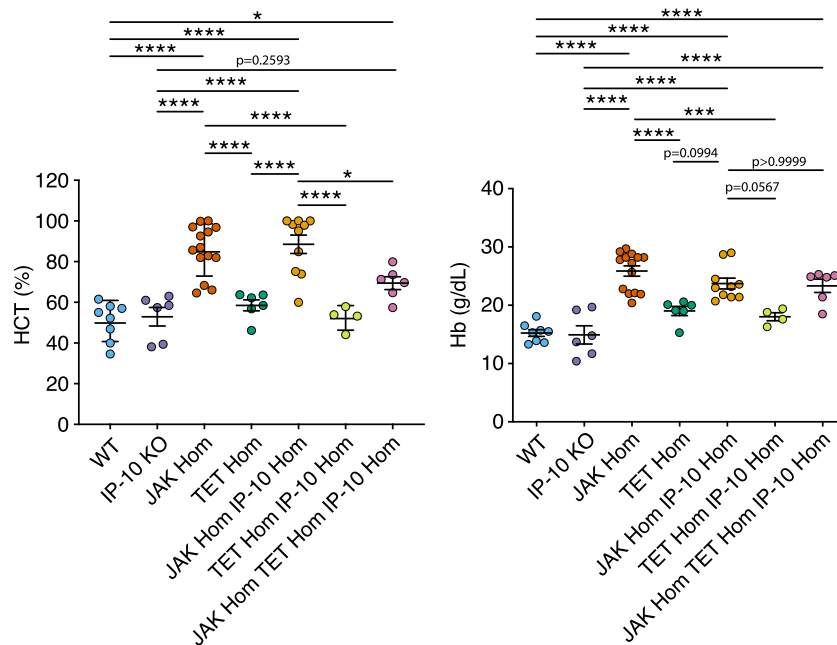 *
****
****
p=0.2593
****
****
****
****
****
*
****
120
100
80
60
40
20
0
HCT (%)
WT
IP-10 KO
JAK Hom
TET Hom
JAK Hom IP-10 Hom
TET Hom IP-10 Hom
JAK Hom TET Hom IP-10 Hom
****
****
****
****
****
****
***
****
p=0.0994
p>0.9999
p=0.0567
40
30
20
10
0
Hb (g/dL)
WT
IP-10 KO
JAK Hom
TET Hom
JAK Hom IP-10 Hom
TET Hom IP-10 Hom
JAK Hom TET Hom IP-10 Hom